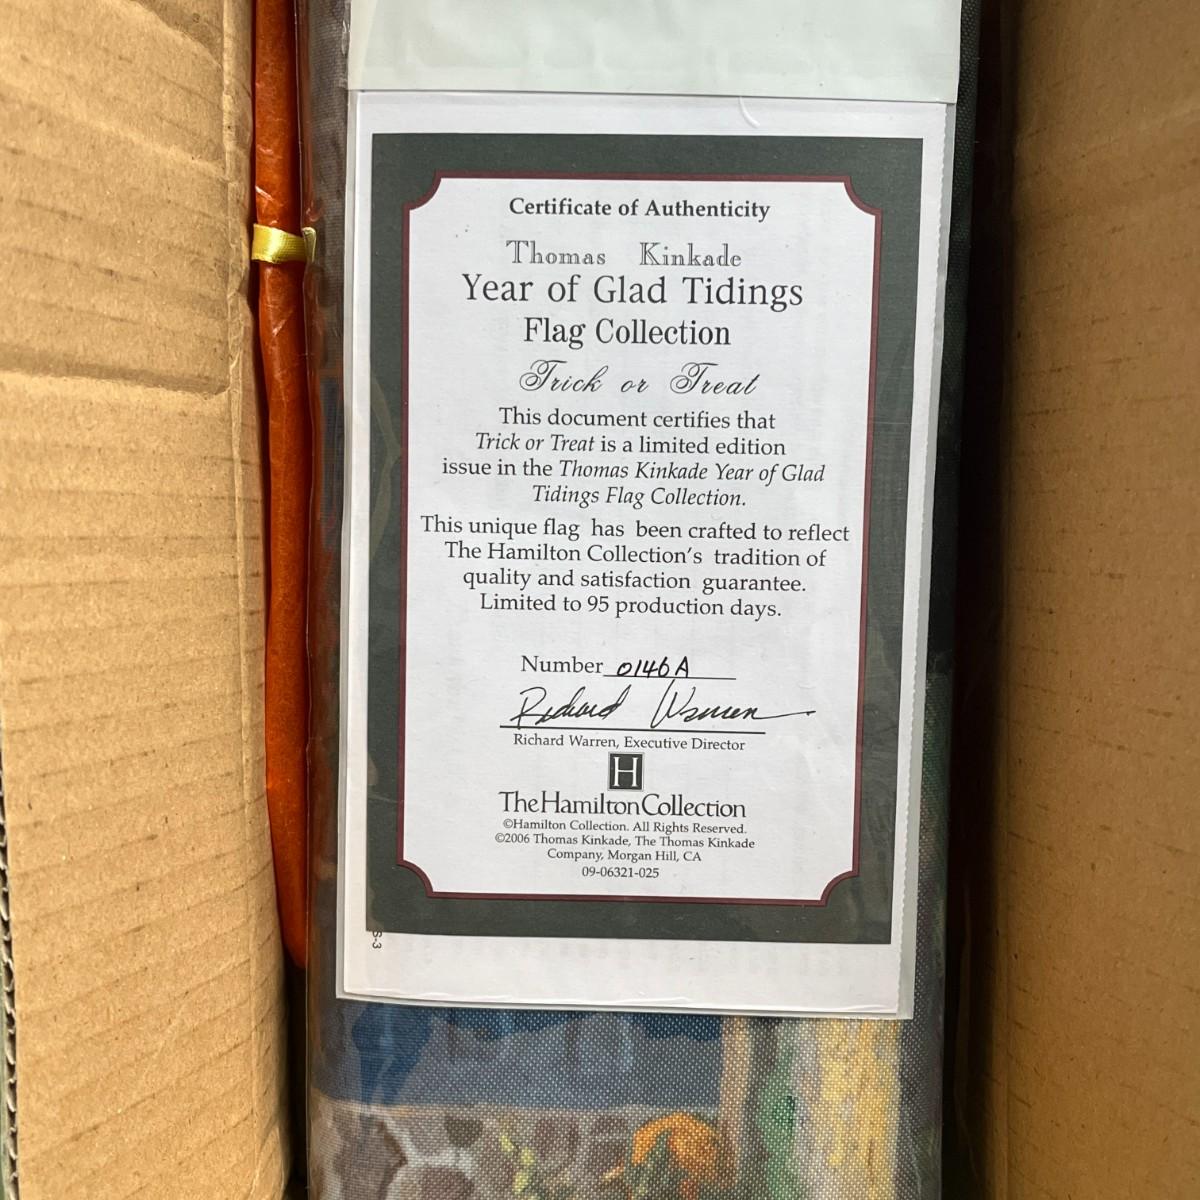 Certificate of Authenticity
Thomas Kinkade
Year of Glad Tidings
Flag Collection
Trick or Treat
This document certifies that
Trick or Treat is a limited edition
issue in the Thomas Kinkade Year of Glad
Tidings Flag Collection.
This unique flag has been crafted to reflect
The Hamilton Collection's tradition of
quality and satisfaction guarantee.
Limited to 95 production days.
Number 0146A
Richard Warren
Richard Warren, Executive Director
H
The Hamilton Collection
©Hamilton Collection. All Rights Reserved.
©2006 Thomas Kinkade, The Thomas Kinkade
Company, Morgan Hill, CA
09-06321-025
S-3